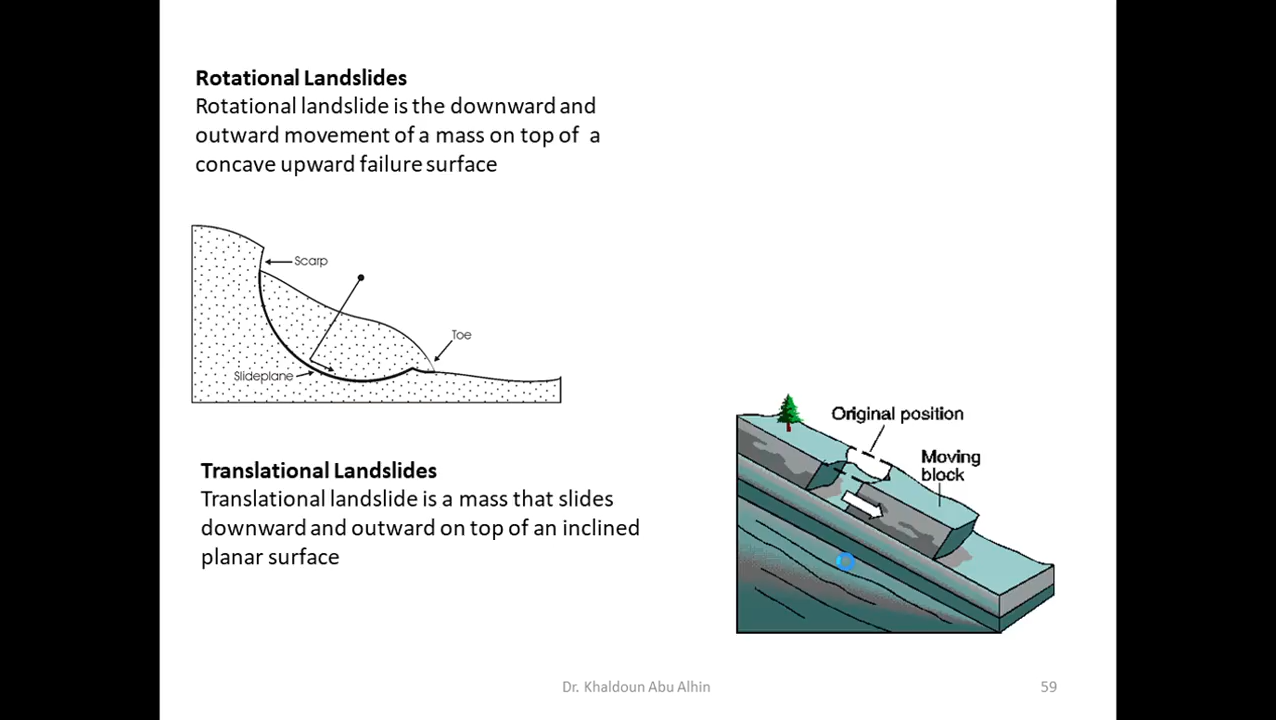 Rotational Landslides
Rotational landslide is the downward and
outward movement of a mass on top of a
concave upward failure surface
Scarp
Toe
Slideplane
Original position
Moving
block
Translational Landslides
Translational landslide is a mass that slides
downward and outward on top of an inclined
planar surface
Dr. Khaldoun Abu Alhin
59